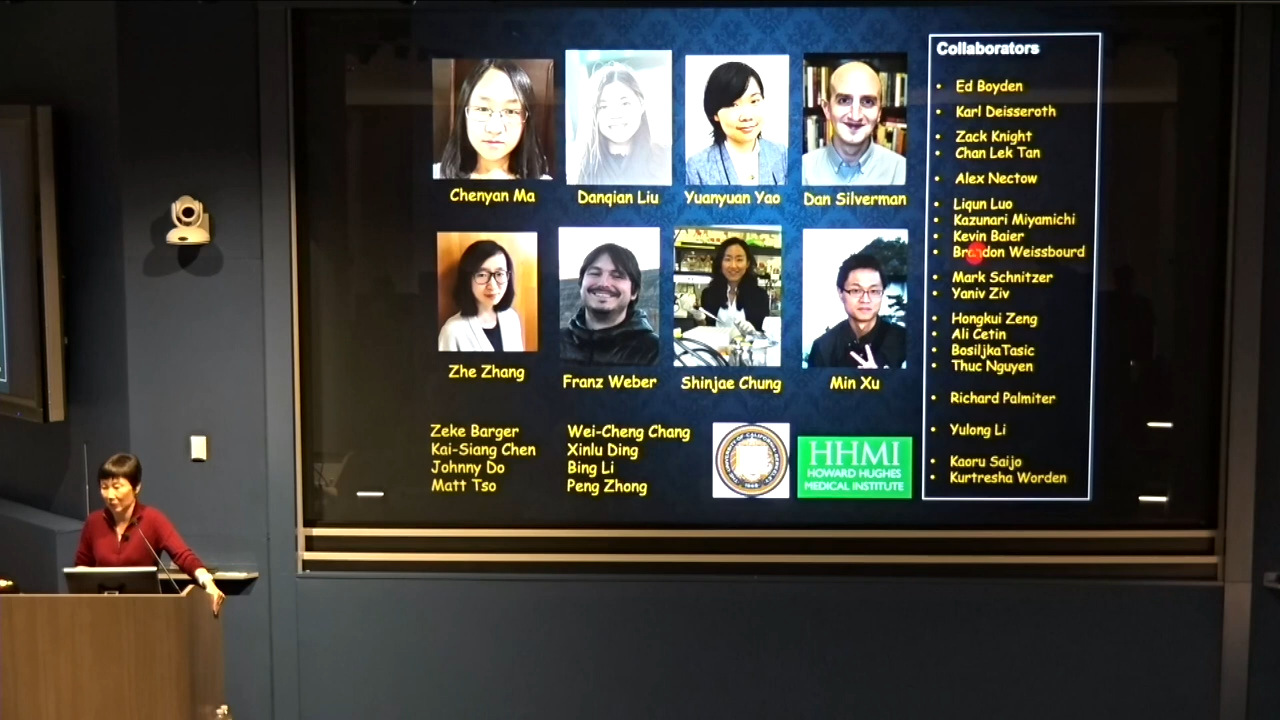 Collaborators
• Ed Boyden
• Karl Deisseroth
• Zack Knight
• Chan Lek Tan
• Alex Nectow
• Liqun Luo
• Kazunari Miyamichi
• Kevin Baier
• Brandon Weissbourd
• Mark Schnitzer
• Yaniv Ziv
• Hongkui Zeng
• Ali Cetin
• BosiljkaTasic
• Thuc Nguyen
• Richard Palmiter
• Yulong Li
• Kaoru Saijo
• Kurtresha Worden
Chenyan Ma
Danqian Liu
Yuanyuan Yao
Dan Silverman
Zhe Zhang
Franz Weber
Shinjae Chung
Min Xu
Zeke Barger
Kai-Siang Chen
Johnny Do
Matt Tso
Wei-Cheng Chang
Xinlu Ding
Bing Li
Peng Zhong
HHMI
HOWARD HUGHES
MEDICAL INSTITUTE